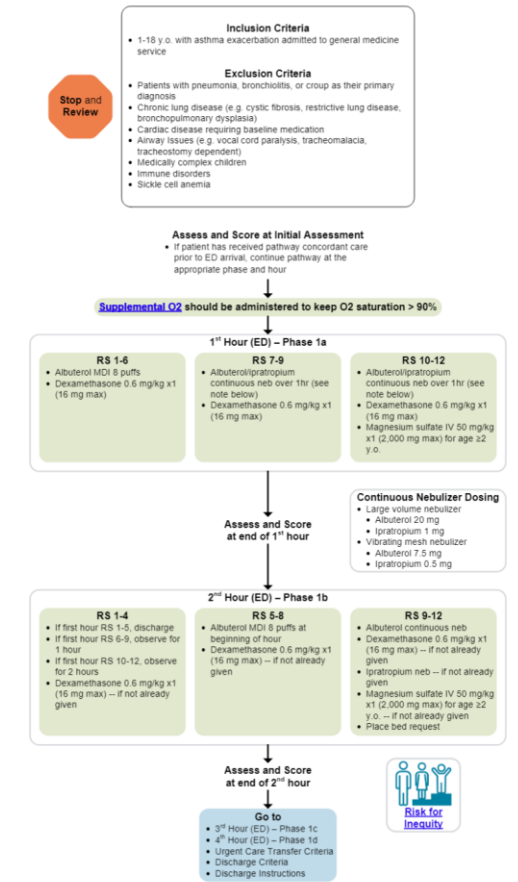 Inclusion Criteria
• 1-18 y.o. with asthma exacerbation admitted to general medicine
service
Exclusion Criteria
• Patients with pneumonia, bronchiolitis, or croup as their primary
diagnosis
• Chronic lung disease (e.g. cystic fibrosis, restrictive lung disease,
bronchopulmonary dysplasia)
• Cardiac disease requiring baseline medication
• Airway Issues (e.g. vocal cord paralysis, tracheomalacia,
tracheostomy dependent)
• Medically complex children
• Immune disorders
• Sickle cell anemia
Stop and
Review
Assess and Score at Initial Assessment
• If patient has received pathway concordant care
prior to ED arrival, continue pathway at the
appropriate phase and hour
Supplemental O2 should be administered to keep O2 saturation > 90%
1st Hour (ED) – Phase 1a
RS 1-6
• Albuterol MDI 8 puffs
• Dexamethasone 0.6 mg/kg x1
(16 mg max)
RS 7-9
• Albuterol/ipratropium
continuous neb over 1hr (see
note below)
• Dexamethasone 0.6 mg/kg x1
(16 mg max)
RS 10-12
• Albuterol/ipratropium
continuous neb over 1hr (see
note below)
• Dexamethasone 0.6 mg/kg x1
(16 mg max)
• Magnesium sulfate IV 50 mg/kg
x1 (2,000 mg max) for age ≥2
y.o.
Assess and Score
at end of 1st hour
Continuous Nebulizer Dosing
• Large volume nebulizer
• Albuterol 20 mg
• Ipratropium 1 mg
• Vibrating mesh nebulizer
• Albuterol 7.5 mg
• Ipratropium 0.5 mg
2nd Hour (ED) – Phase 1b
RS 1-4
• If first hour RS 1-5, discharge
• If first hour RS 6-9, observe for
1 hour
• If first hour RS 10-12, observe
for 2 hours
• Dexamethasone 0.6 mg/kg x1
(16 mg max) -- if not already
given
RS 5-8
• Albuterol MDI 8 puffs at
beginning of hour
• Dexamethasone 0.6 mg/kg x1
(16 mg max) -- if not already
given
RS 9-12
• Albuterol continuous neb
• Dexamethasone 0.6 mg/kg x1
(16 mg max) -- if not already
given
• Ipratropium neb -- if not already
given
• Magnesium sulfate IV 50 mg/kg
x1 (2,000 mg max) for age ≥2
y.o. -- if not already given
• Place bed request
Assess and Score
at end of 2nd hour
Risk for
Inequity
Go to
• 3rd Hour (ED) – Phase 1c
• 4th Hour (ED) – Phase 1d
• Urgent Care Transfer Criteria
• Discharge Criteria
• Discharge Instructions